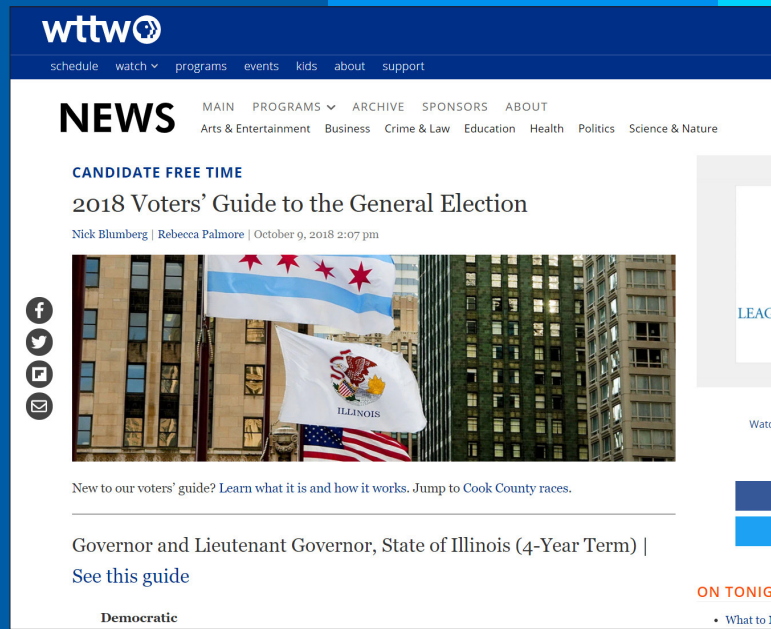 wttw
schedule watch programs events kids about support
NEWS
MAIN PROGRAMS ARCHIVE SPONSORS ABOUT
Arts & Entertainment Business Crime & Law Education Health Politics Science & Nature
CANDIDATE FREE TIME
2018 Voters’ Guide to the General Election
Nick Blumberg | Rebecca Palmore | October 9, 2018 2:07 pm
ILLINOIS
New to our voters’ guide? Learn what it is and how it works. Jump to Cook County races.
Governor and Lieutenant Governor, State of Illinois (4-Year Term) |
See this guide
Democratic
ON
• What to